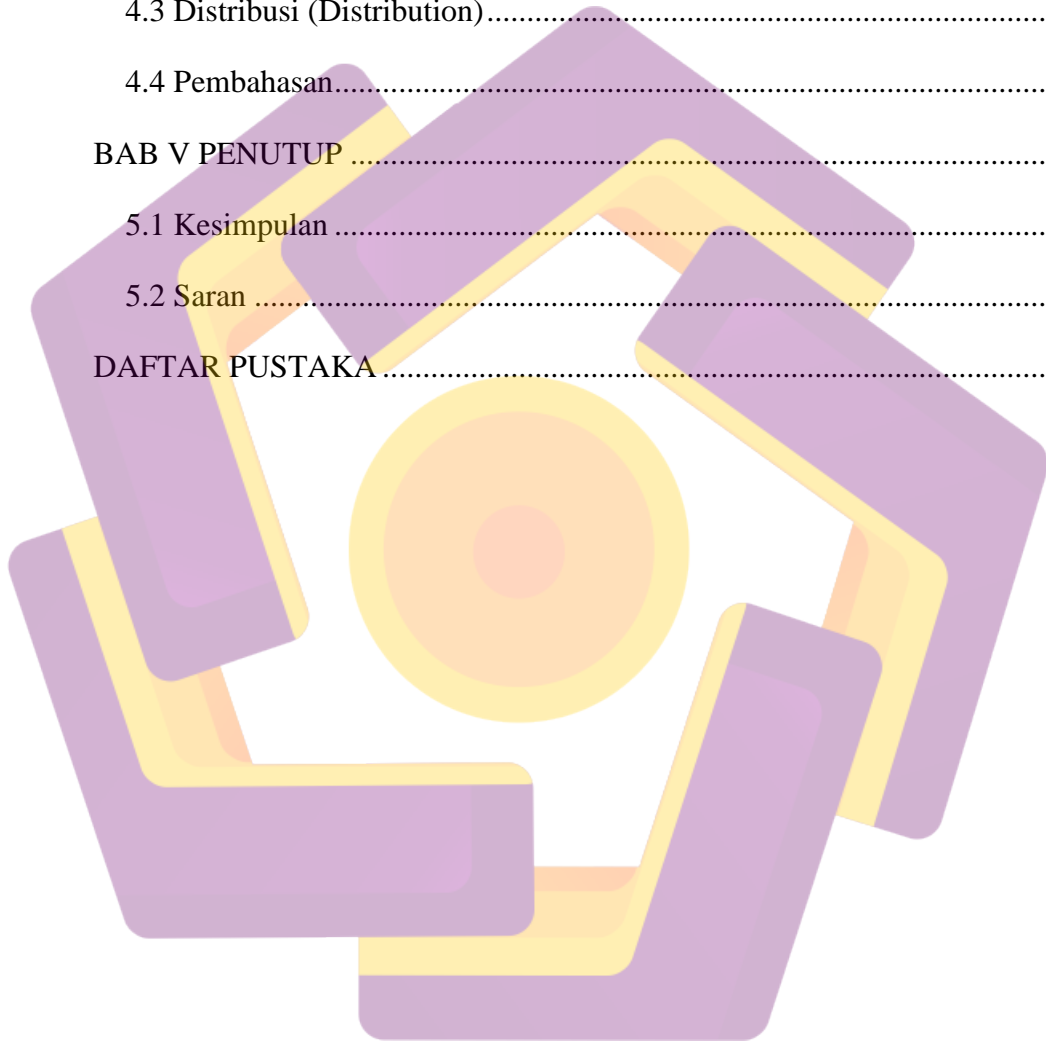 4.3 Distribusi (Distribution)........................................................................
4.4 Pembahasan...........................................................................................
BAB V PENUTUP .......................................................................................
5.1 Kesimpulan ...........................................................................................
5.2 Saran .....................................................................................................
DAFTAR PUSTAKA ...................................................................................